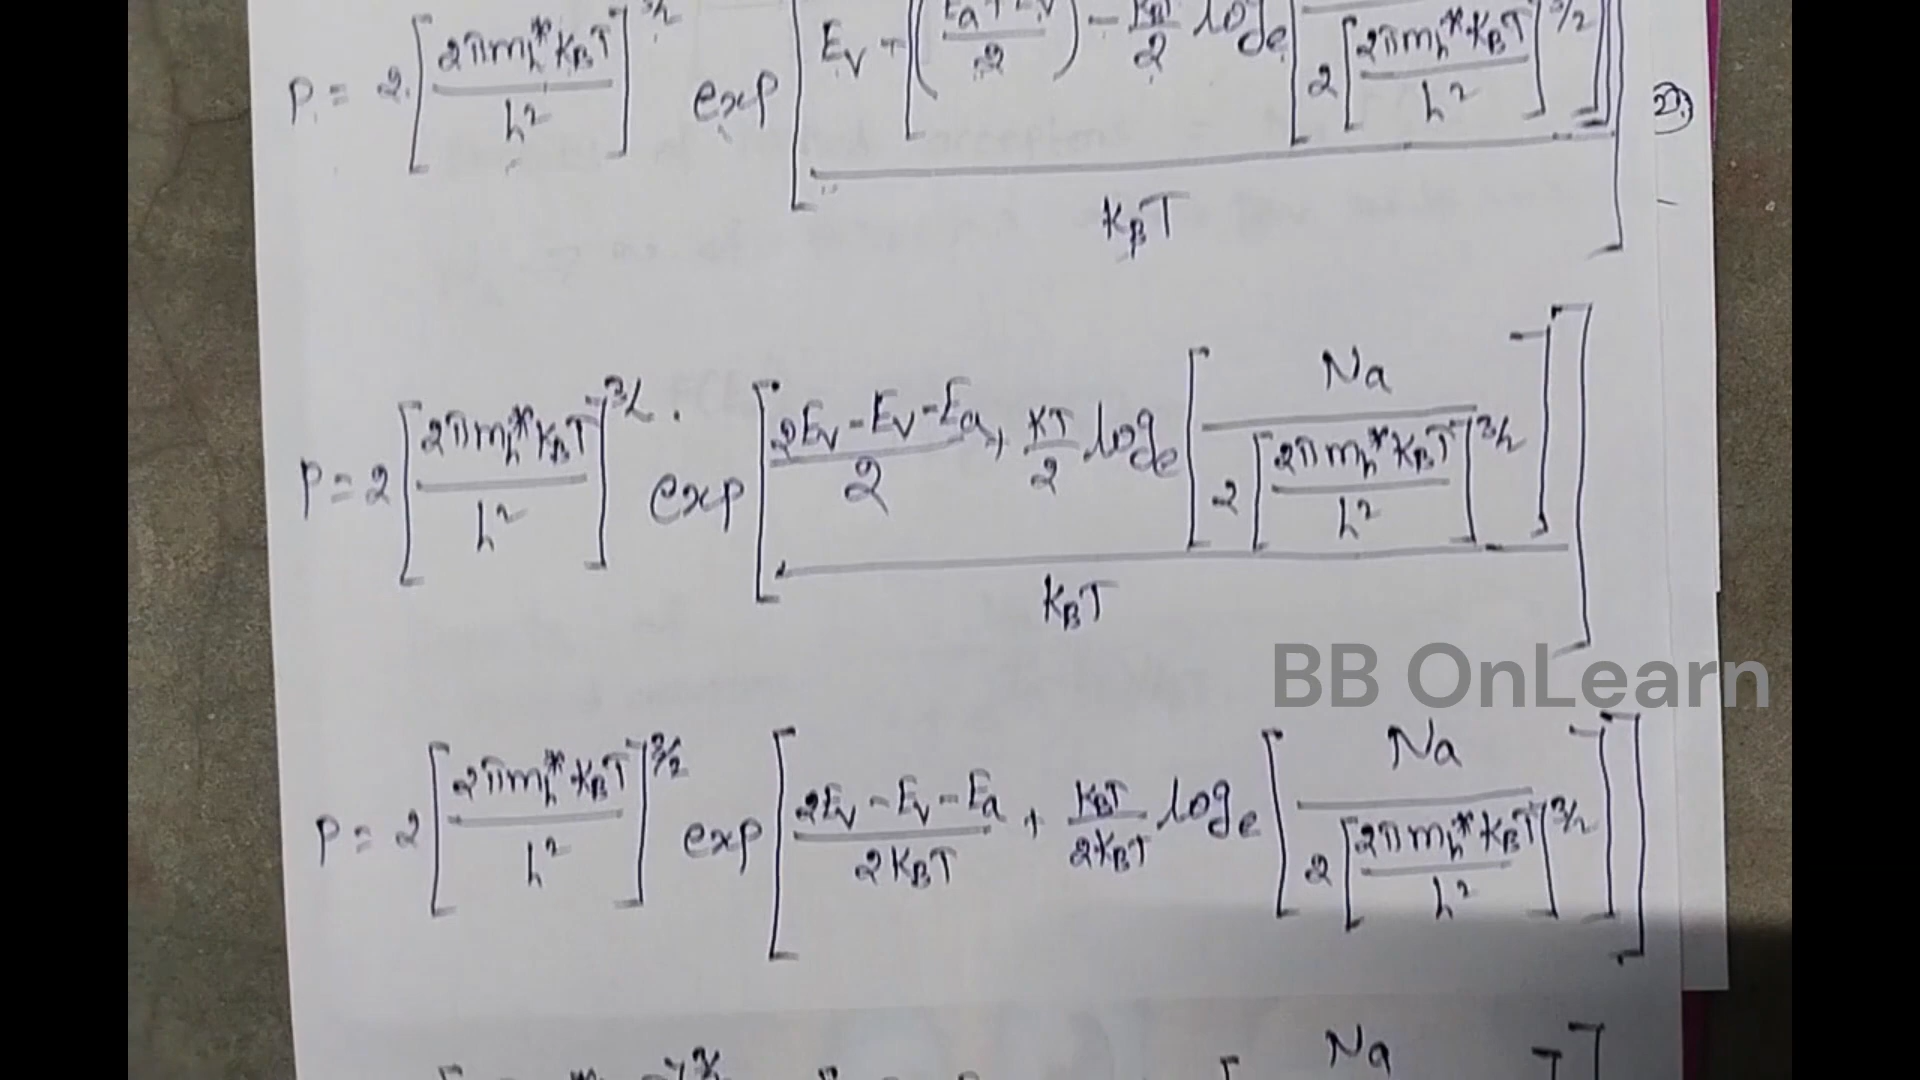 P = 2 [2πm_h* K_B T / h²]^3/2 exp [E_V - [(E_a + E_V / 2) - K_B T / 2 log_e [ / 2 [2πm_h* K_B T / h²]^3/2]] / K_B T]
2)
P = 2 [2πm_h* K_B T / h²]^3/2 . exp [2E_V - E_V - E_a / 2 + KT / 2 log_e [Na / 2 [2πm_h* K_B T / h²]^3/2] / K_B T]
BB OnLearn
P = 2 [2πm_h* K_B T / h²]^3/2 exp [2E_V - E_V - E_a / 2K_B T + K_B T / 2K_B T log_e [Na / 2 [2πm_h* K_B T / h²]^3/2]]
Na